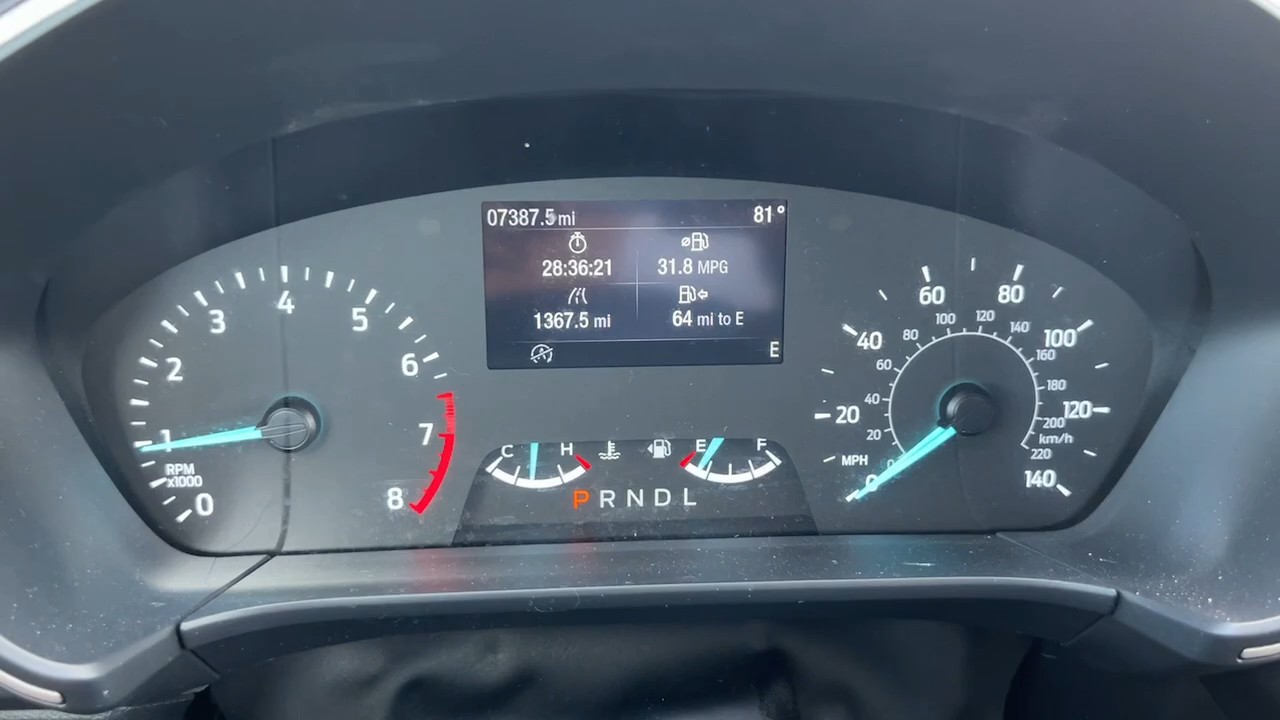 07387.5 mi 81°
28:36:21 31.8 MPG
1367.5 mi 64 mi to E
E
0 1 2 3 4 5 6 7 8
RPM
x1000
C H
E F
P R N D L
0 20 40 60 80 100 120 140
MPH
0 20 40 60 80 100 120 140 160 180 200 220
km/h